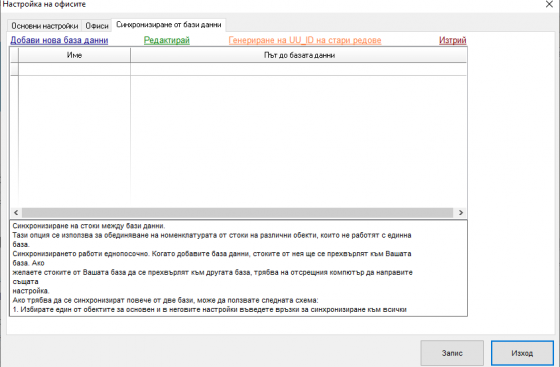 Настройка на офисите
Основни настройки Офиси Синхронизиране от бази данни
Добави нова база данни Редактирай Генериране на UU_ID на стари редове Изтрий
Име Път до базата данни
Синхронизиране на стоки между бази данни.
Тази опция се използва за обединяване на номенклатурата от стоки на различни обекти, които не работят с единна
база.
Синхронизирането работи еднопосочно. Когато добавите база данни, стоките от нея ще се прехвърлят към Вашата
база. Ако
желаете стоките от Вашата база да се прехвърлят към другата база, трябва на отсрещния компютър да направите
същата
настройка.
Ако трябва да се синхронизират повече от две бази, може да ползвате следната схема:
1. Избирате един от обектите за основен и в неговите настройки въведете връзки за синхронизиране към всички
Запис Изход